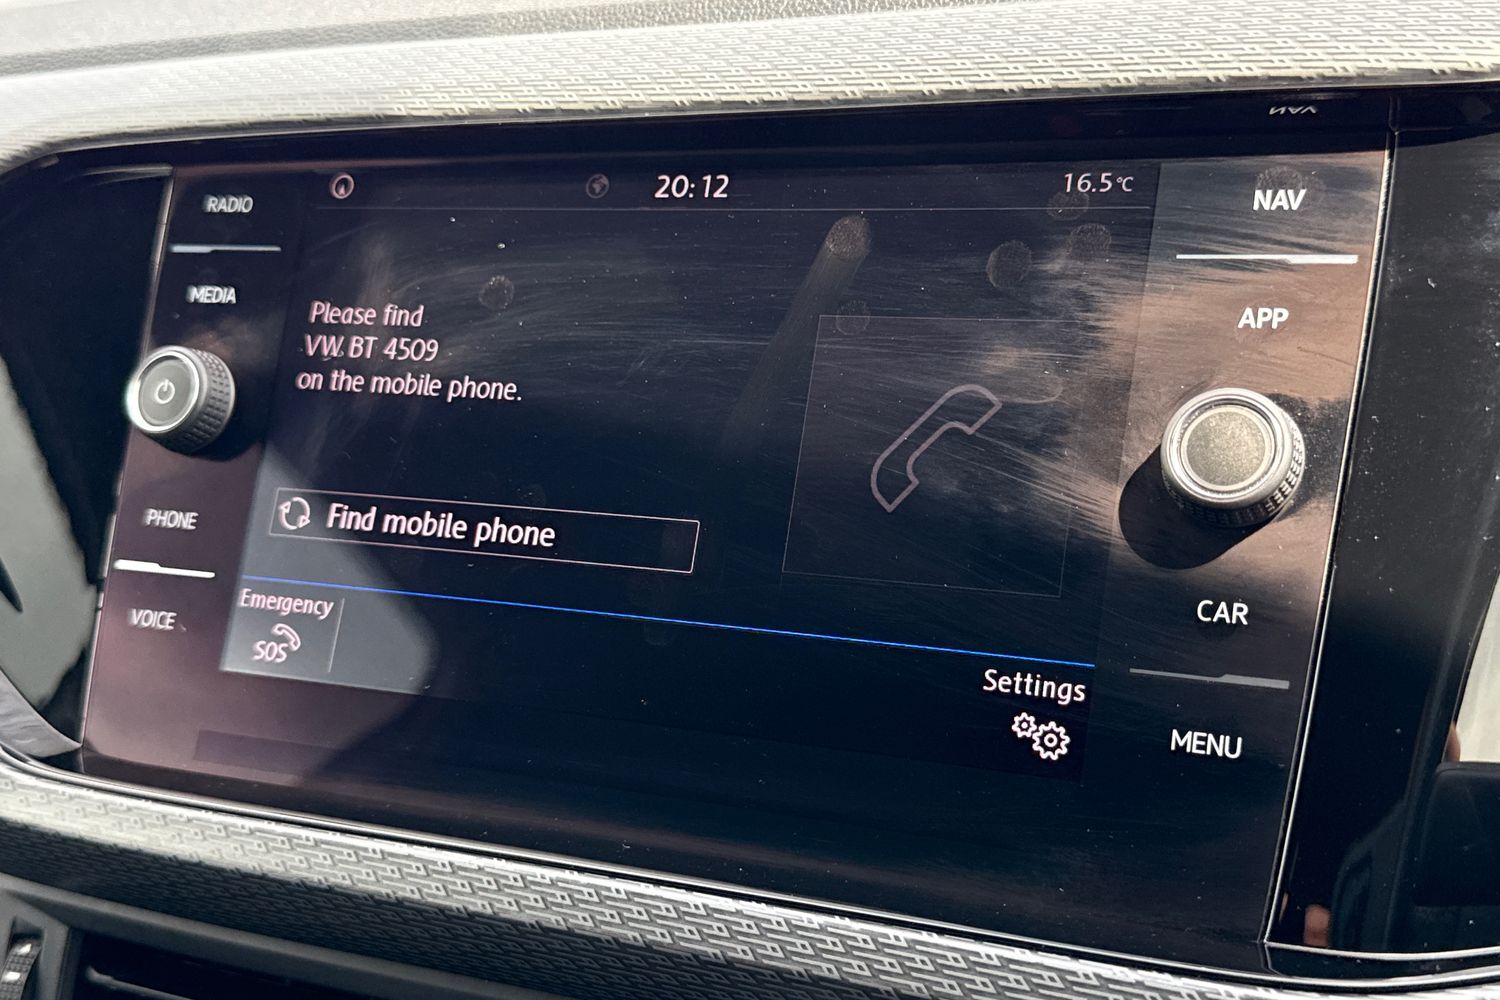 NAV
20:12
16.5°C
RADIO
MEDIA
PHONE
VOICE
Please find
VW BT 4509
on the mobile phone.
Find mobile phone
Emergency
SOS
Settings
NAV
APP
CAR
MENU